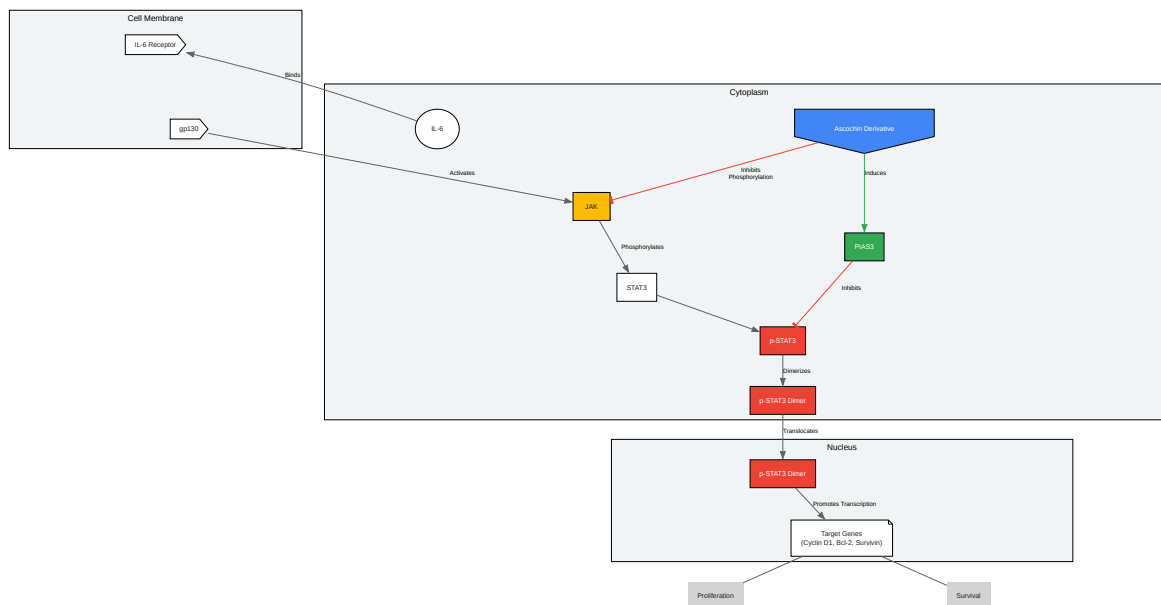 Cell Membrane
IL-6 Receptor
Binds
Cytoplasm
gp130
IL-6
Ascochin Derivative
Activates
Inhibits
Phosphorylation
Induces
JAK
Phosphorylates
PIAS3
STAT3
Inhibits
p-STAT3
Dimerizes
p-STAT3 Dimer
Translocates
Nucleus
p-STAT3 Dimer
Promotes Transcription
Target Genes
(Cyclin D1, Bcl-2, Survivin)
Proliferation
Survival